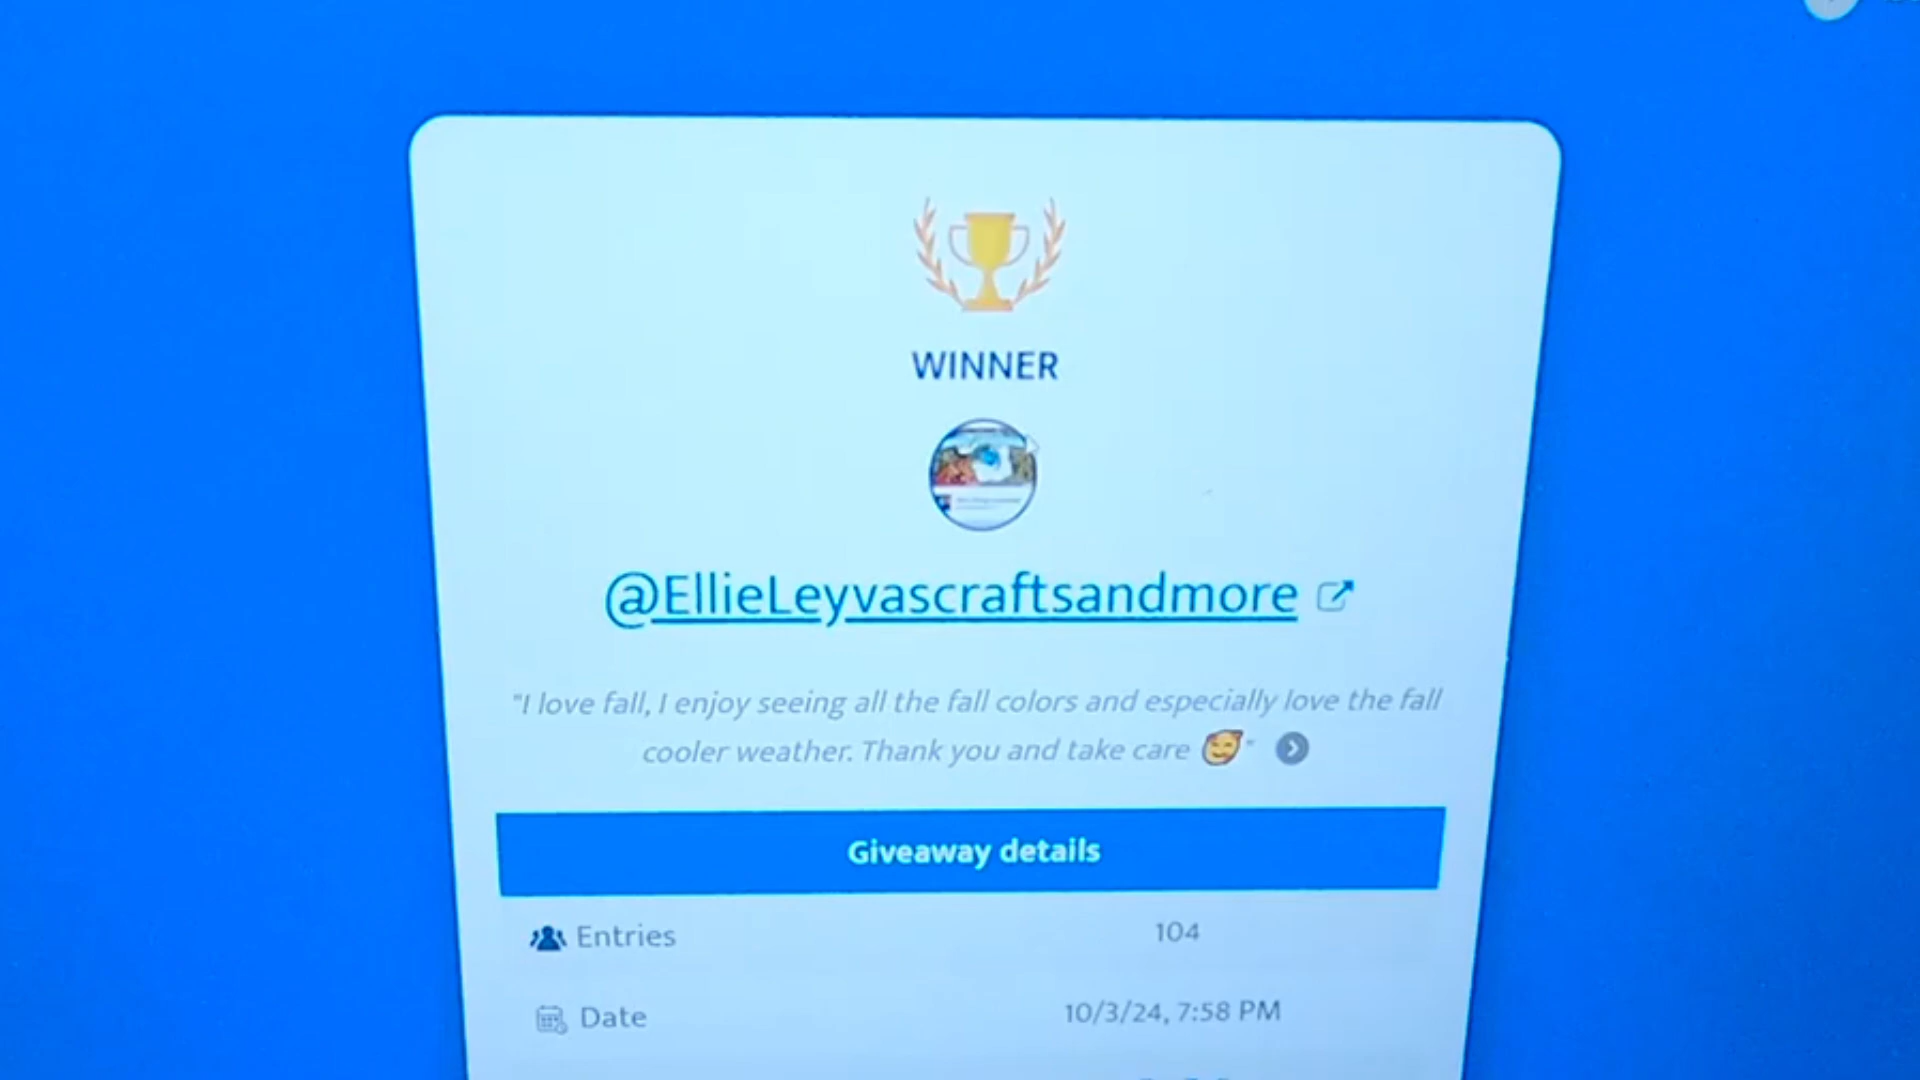 WINNER
@EllieLeyvascraftsandmore
"I love fall, I enjoy seeing all the fall colors and especially love the fall
cooler weather. Thank you and take care 🥰"
Giveaway details
Entries 104
Date 10/3/24, 7:58 PM